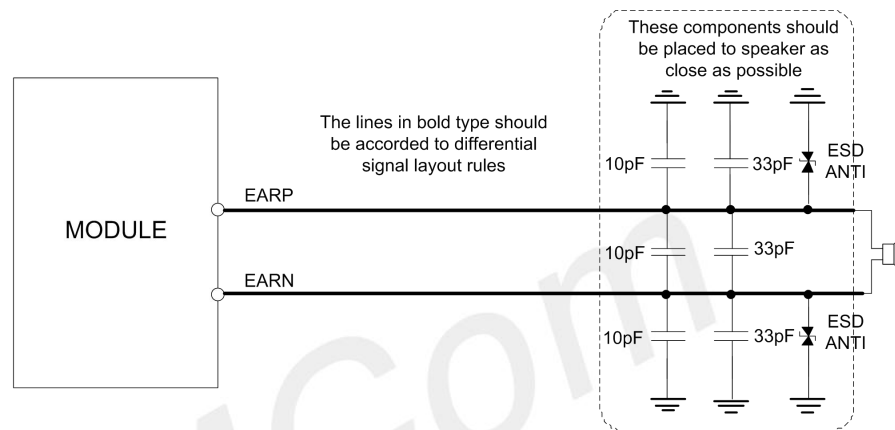 These components should
be placed to speaker as
close as possible
The lines in bold type should
be accorded to differential
signal layout rules
10pF
33pF
ESD
ANTI
EARP
MODULE
10pF
33pF
EARN
10pF
33pF
ESD
ANTI